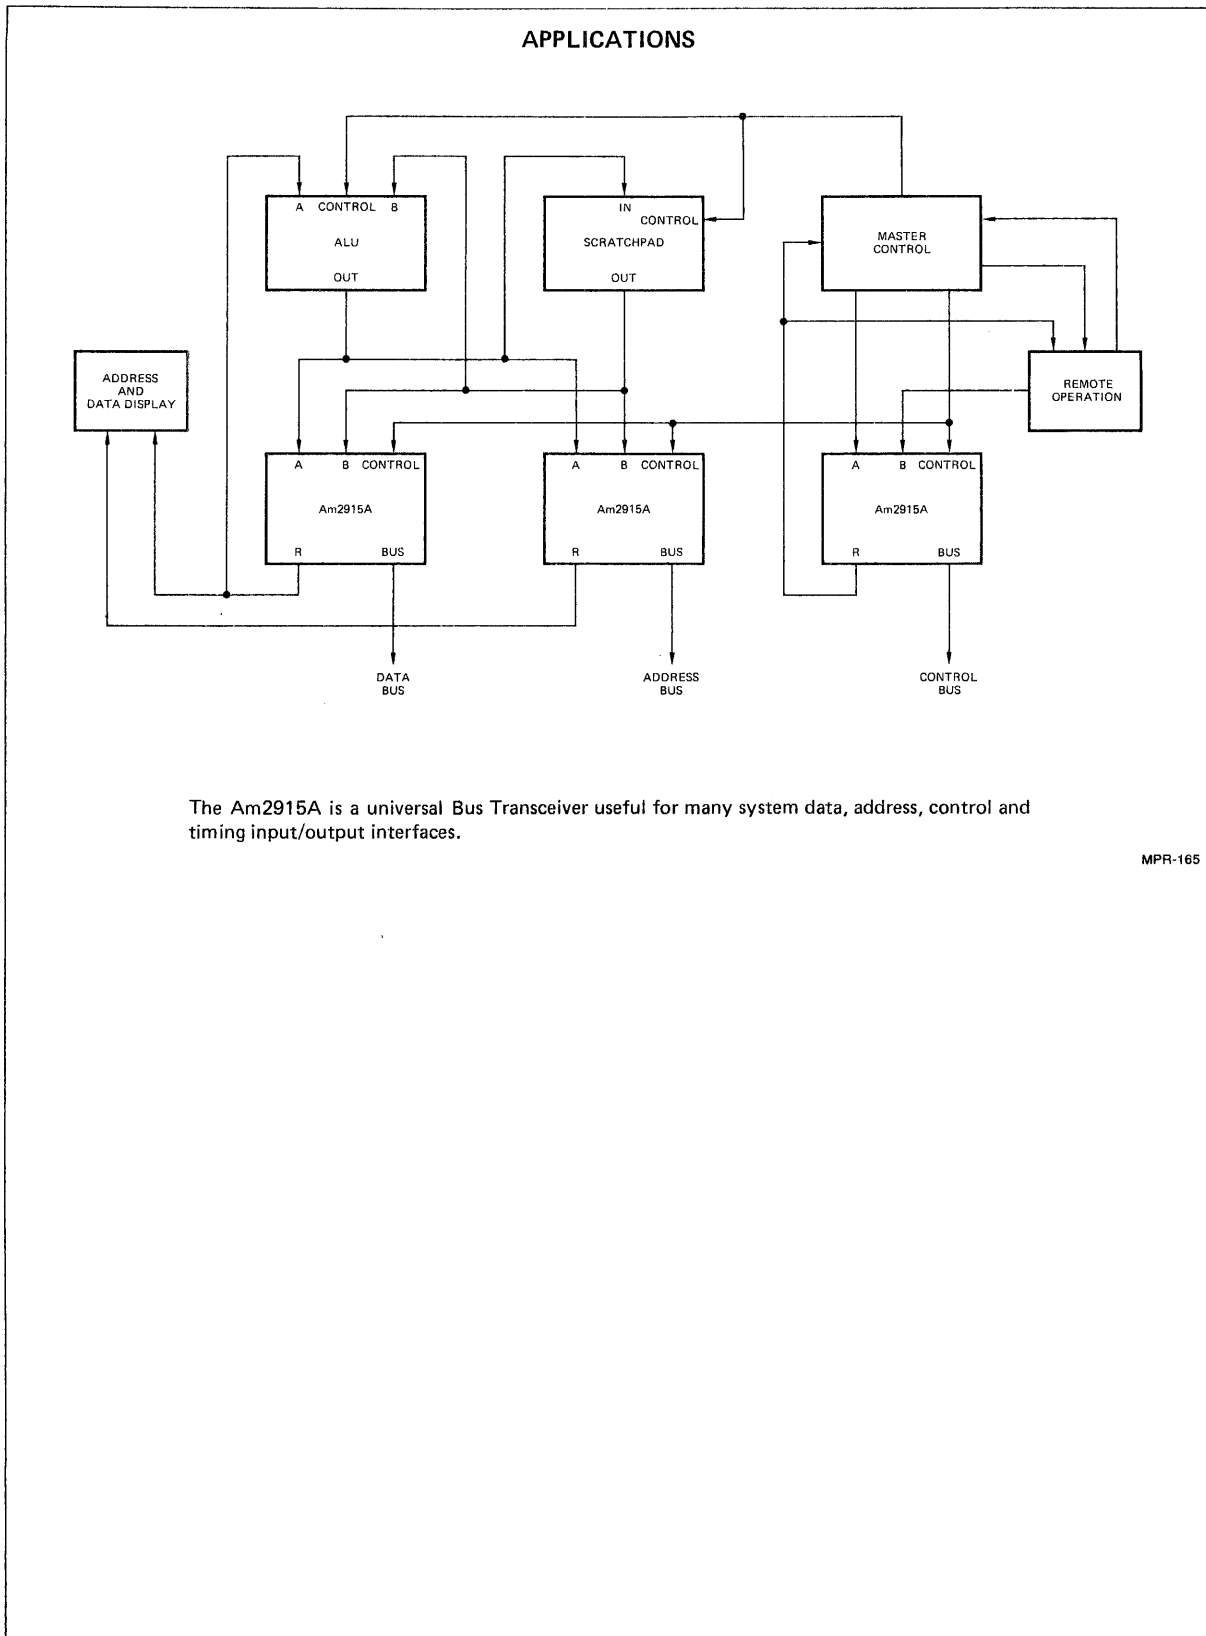 APPLICATIONS
A CONTROL B
ALU
OUT
IN
CONTROL
SCRATCHPAD
OUT
MASTER
CONTROL
ADDRESS
AND
DATA DISPLAY
REMOTE
OPERATION
A B CONTROL
Am2915A
R BUS
A B CONTROL
Am2915A
R BUS
A B CONTROL
Am2915A
R BUS
DATA
BUS
ADDRESS
BUS
CONTROL
BUS
The Am2915A is a universal Bus Transceiver useful for many system data, address, control and
timing input/output interfaces.
MPR-165